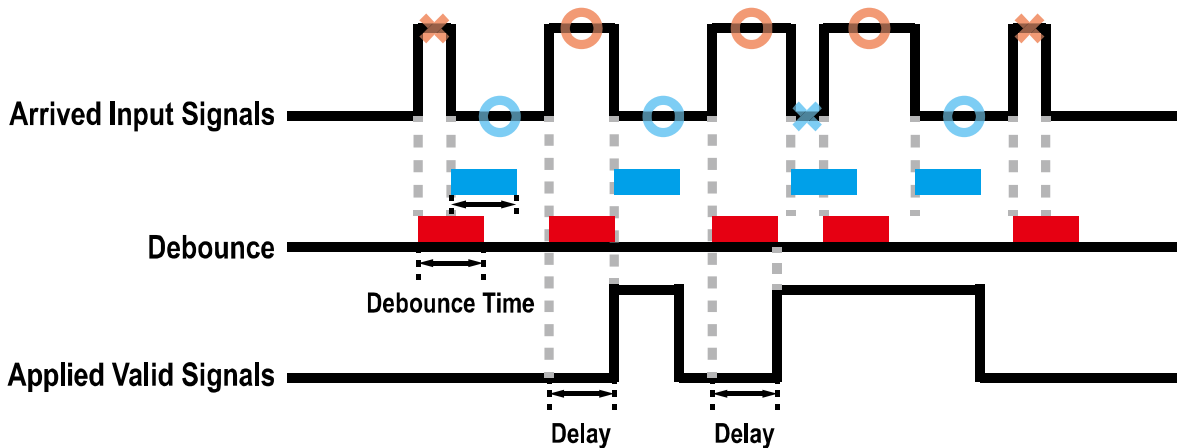 Arrived Input Signals
Debounce
Debounce Time
Applied Valid Signals
Delay
Delay